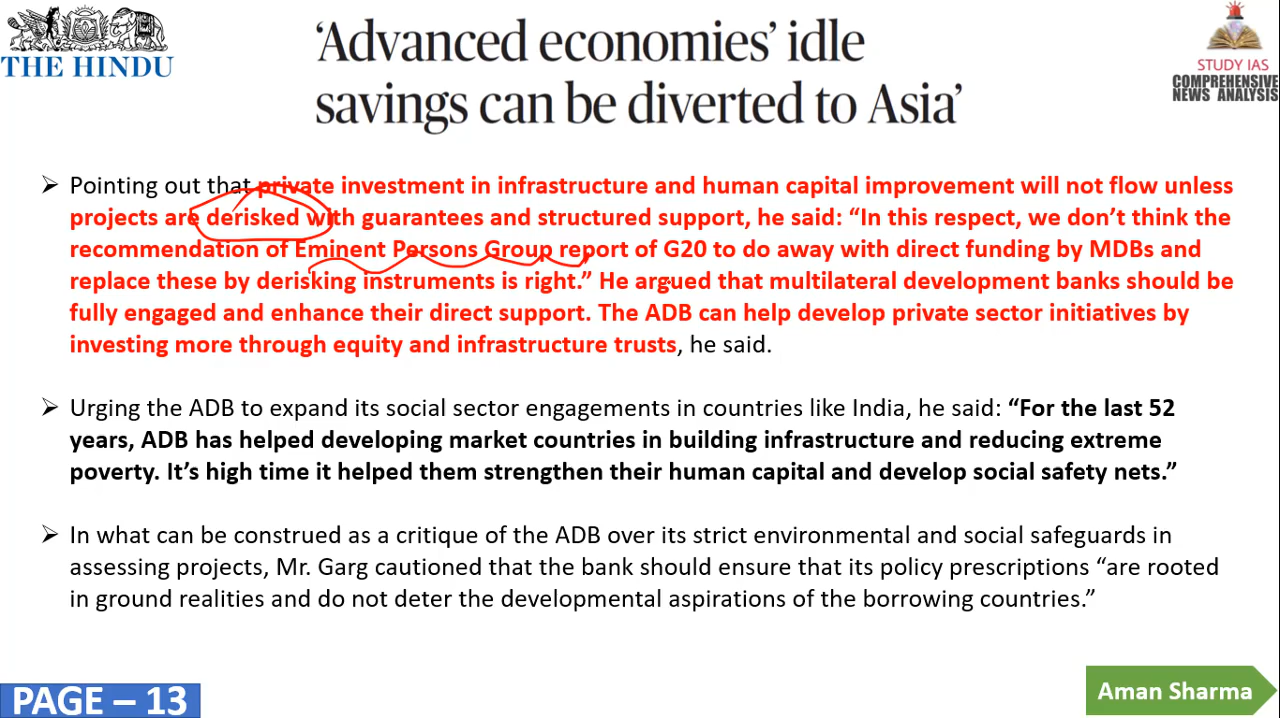 THE HINDU
‘Advanced economies’ idle
savings can be diverted to Asia’
STUDY IAS
COMPREHENSIVE
NEWS ANALYSIS
➢ Pointing out that private investment in infrastructure and human capital improvement will not flow unless
projects are derisked with guarantees and structured support, he said: “In this respect, we don’t think the
recommendation of Eminent Persons Group report of G20 to do away with direct funding by MDBs and
replace these by derisking instruments is right.” He argued that multilateral development banks should be
fully engaged and enhance their direct support. The ADB can help develop private sector initiatives by
investing more through equity and infrastructure trusts, he said.
➢ Urging the ADB to expand its social sector engagements in countries like India, he said: “For the last 52
years, ADB has helped developing market countries in building infrastructure and reducing extreme
poverty. It’s high time it helped them strengthen their human capital and develop social safety nets.”
➢ In what can be construed as a critique of the ADB over its strict environmental and social safeguards in
assessing projects, Mr. Garg cautioned that the bank should ensure that its policy prescriptions “are rooted
in ground realities and do not deter the developmental aspirations of the borrowing countries.”
PAGE – 13
Aman Sharma